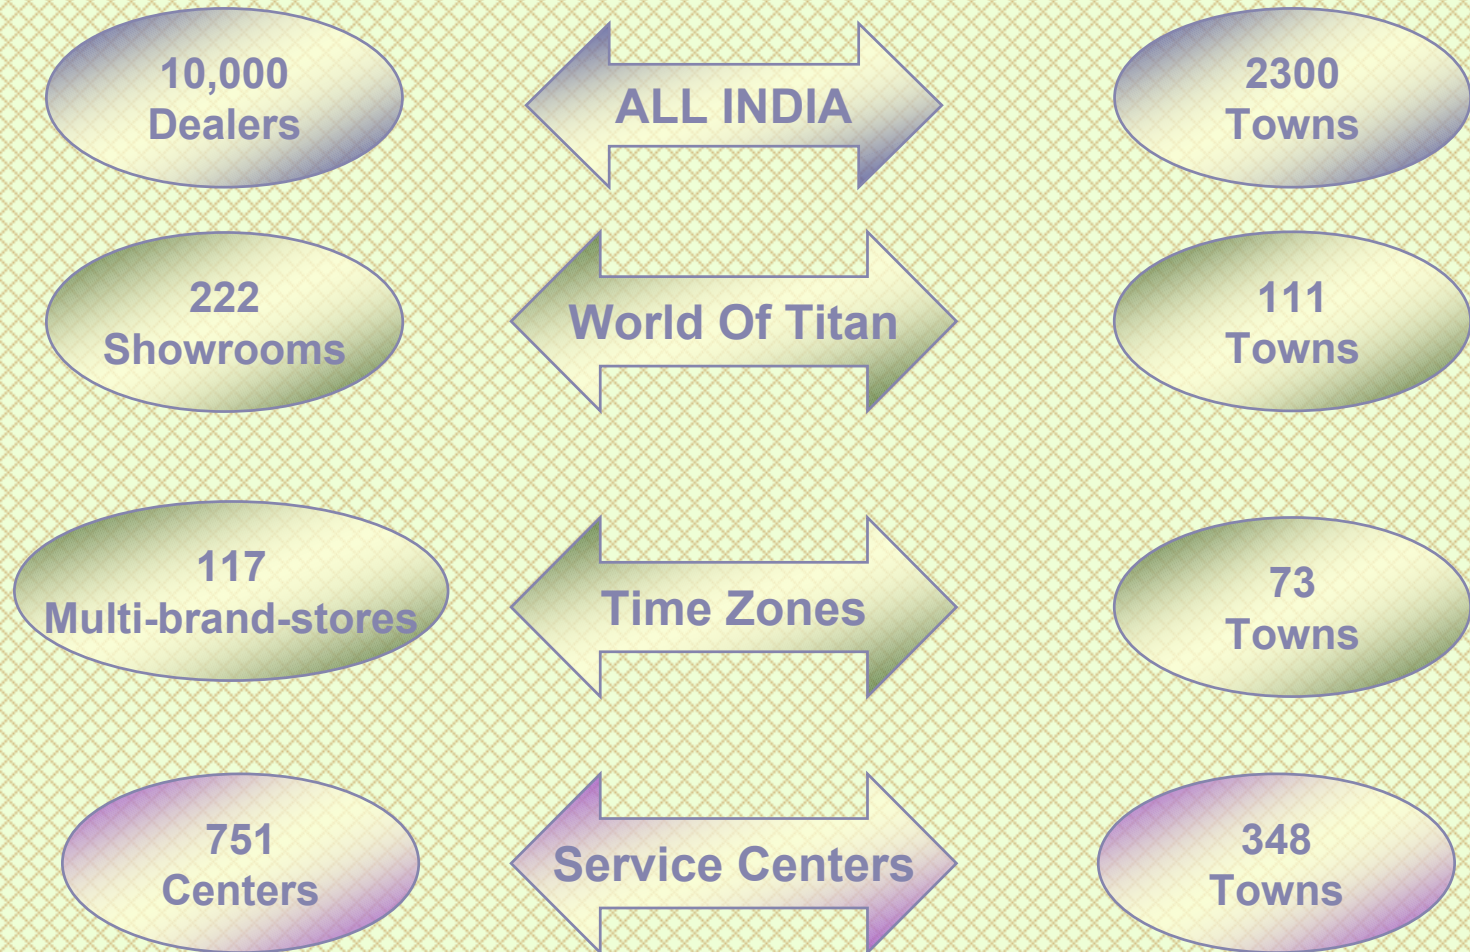 10,000
Dealers
ALL INDIA
2300
Towns
222
Showrooms
World Of Titan
111
Towns
117
Multi-brand-stores
Time Zones
73
Towns
751
Centers
Service Centers
348
Towns